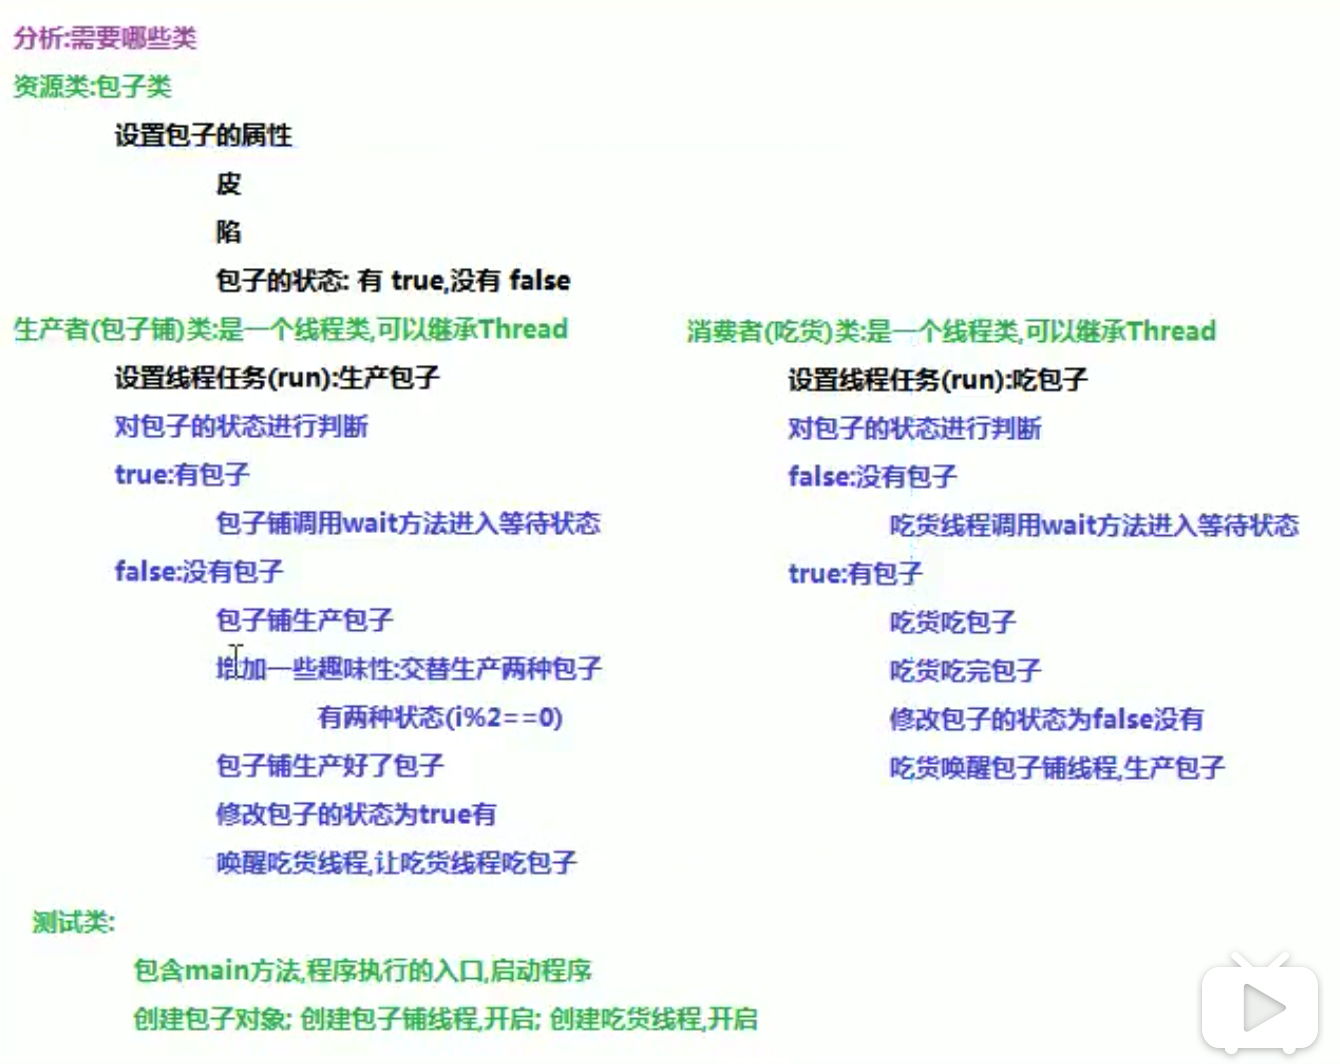 分析:需要哪些类
资源类:包子类
设置包子的属性
皮
陷
包子的状态: 有 true,没有 false
生产者(包子铺)类:是一个线程类,可以继承Thread
设置线程任务(run):生产包子
对包子的状态进行判断
true:有包子
包子铺调用wait方法进入等待状态
false:没有包子
包子铺生产包子
增加一些趣味性:交替生产两种包子
有两种状态(i%2==0)
包子铺生产好了包子
修改包子的状态为true有
唤醒吃货线程,让吃货线程吃包子
消费者(吃货)类:是一个线程类,可以继承Thread
设置线程任务(run):吃包子
对包子的状态进行判断
false:没有包子
吃货线程调用wait方法进入等待状态
true:有包子
吃货吃包子
吃货吃完包子
修改包子的状态为false没有
吃货唤醒包子铺线程,生产包子
测试类:
包含main方法,程序执行的入口,启动程序
创建包子对象; 创建包子铺线程,开启; 创建吃货线程,开启